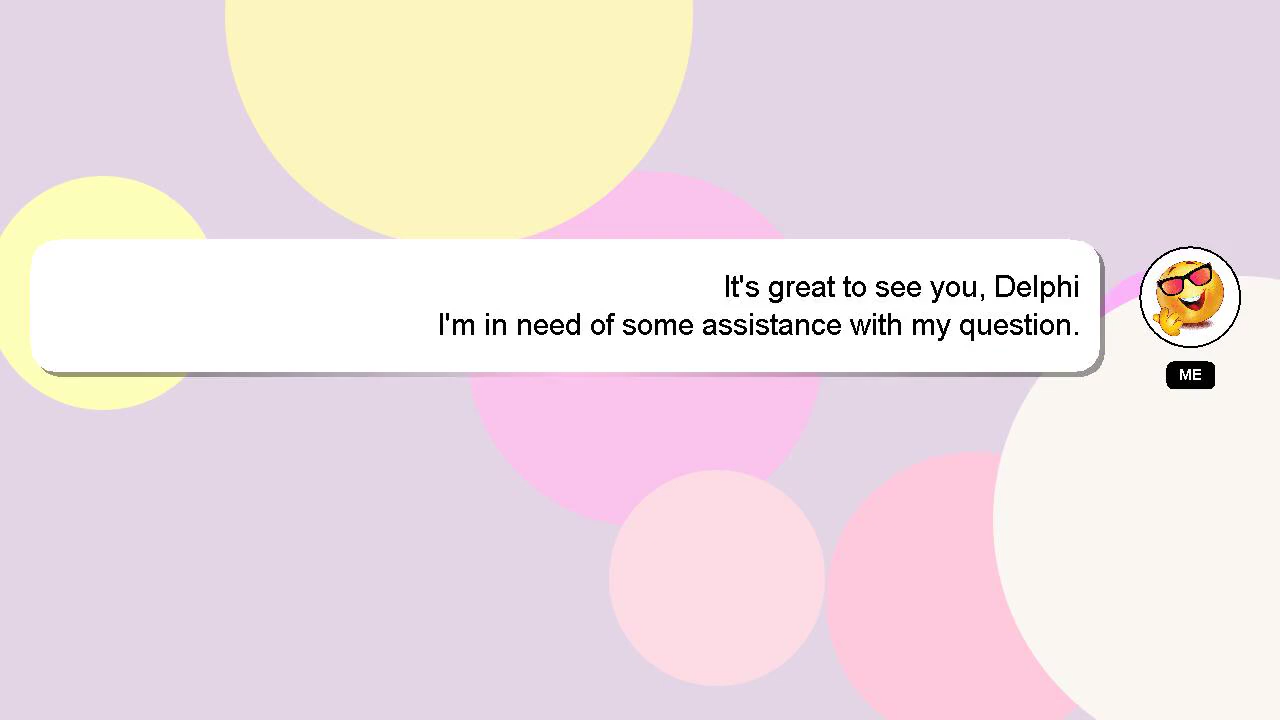 It's great to see you, Delphi
I'm in need of some assistance with my question.
ME